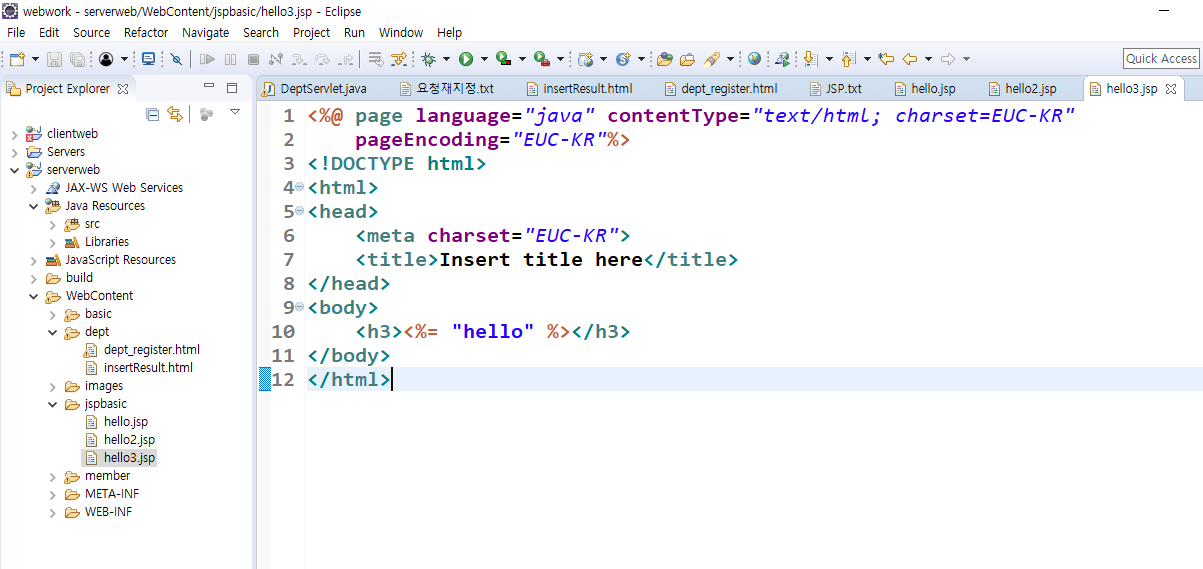 webwork - serverweb/WebContent/jspbasic/hello3.jsp - Eclipse
File Edit Source Refactor Navigate Search Project Run Window Help
Quick Access
Project Explorer
DeptServlet.java 요청재지정.txt insertResult.html dept_register.html JSP.txt hello.jsp hello2.jsp hello3.jsp
clientweb
Servers
serverweb
JAX-WS Web Services
Java Resources
src
Libraries
JavaScript Resources
build
WebContent
basic
dept
dept_register.html
insertResult.html
images
jspbasic
hello.jsp
hello2.jsp
hello3.jsp
member
META-INF
WEB-INF
1 <%@ page language="java" contentType="text/html; charset=EUC-KR"
2     pageEncoding="EUC-KR"%>
3 <!DOCTYPE html>
4 <html>
5 <head>
6     <meta charset="EUC-KR">
7     <title>Insert title here</title>
8 </head>
9 <body>
10     <h3><%= "hello" %></h3>
11 </body>
12 </html>